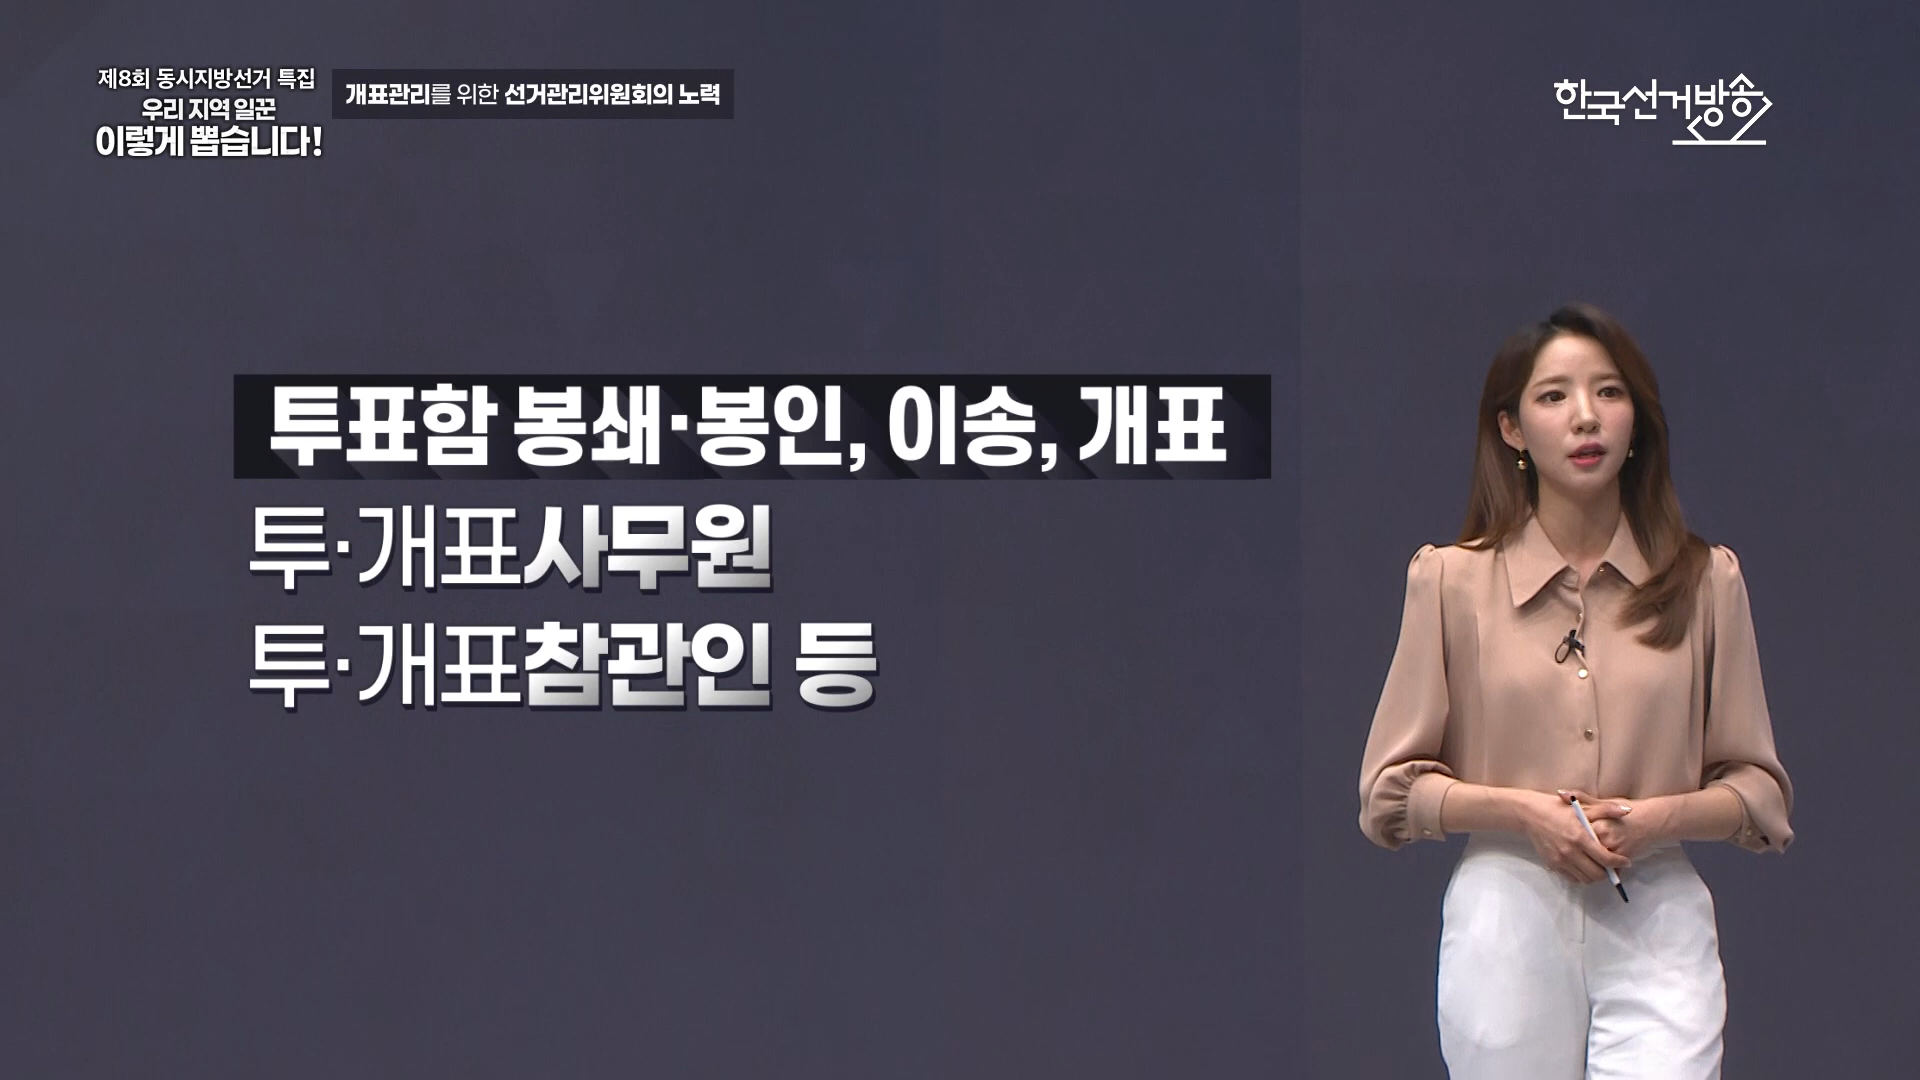 제8회 동시지방선거 특집
우리 지역 일꾼
이렇게 뽑습니다!
개표관리를 위한 선거관리위원회의 노력
한국선거방송
투표함 봉쇄·봉인, 이송, 개표
투·개표사무원
투·개표참관인 등